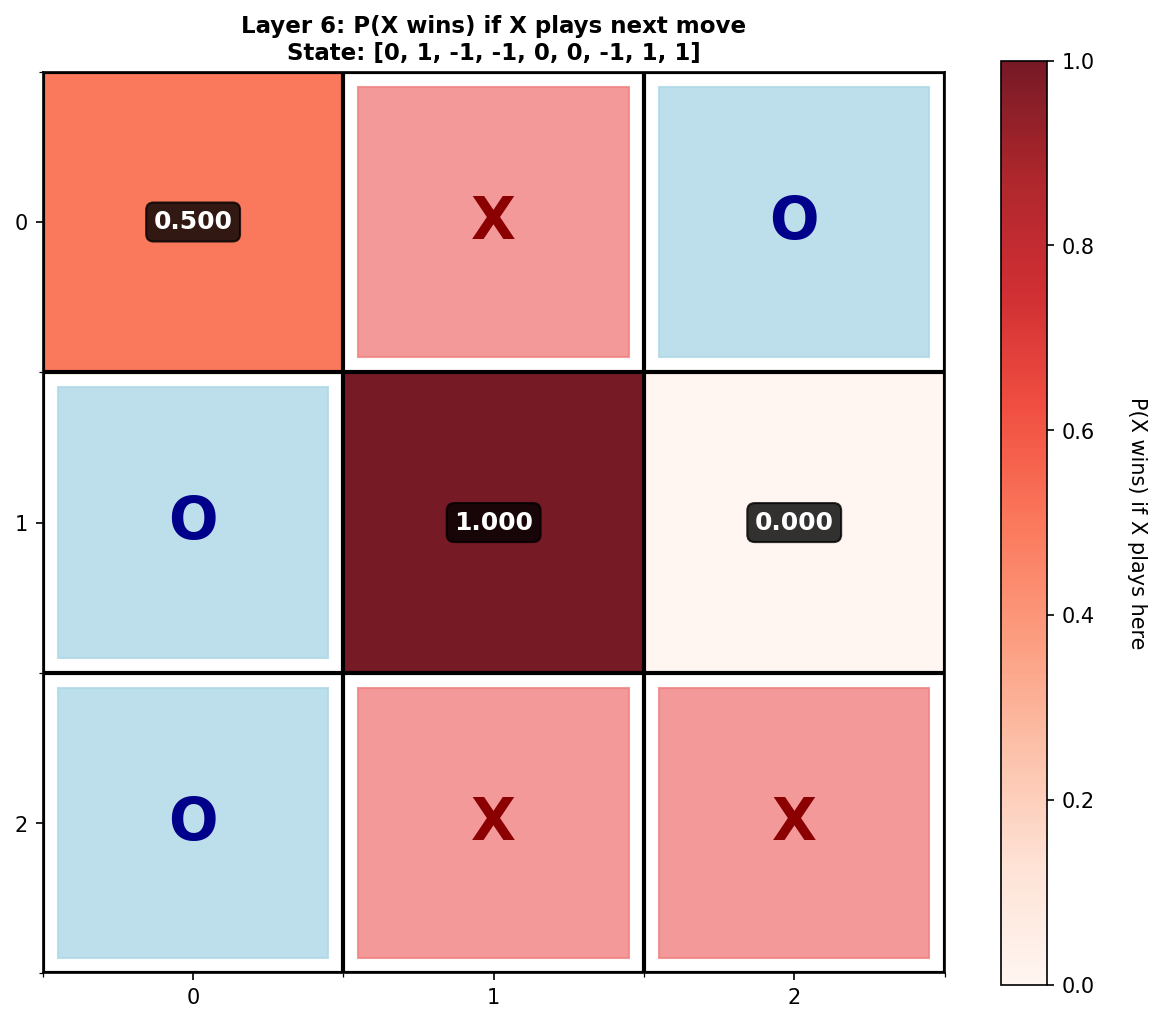 Layer 6: P(X wins) if X plays next move
State: [0, 1, -1, -1, 0, 0, -1, 1, 1]
0
0.500
X
O
1
O
1.000
0.000
2
O
X
X
0
1
2
1.0
0.8
0.6
0.4
0.2
0.0
P(X wins) if X plays here